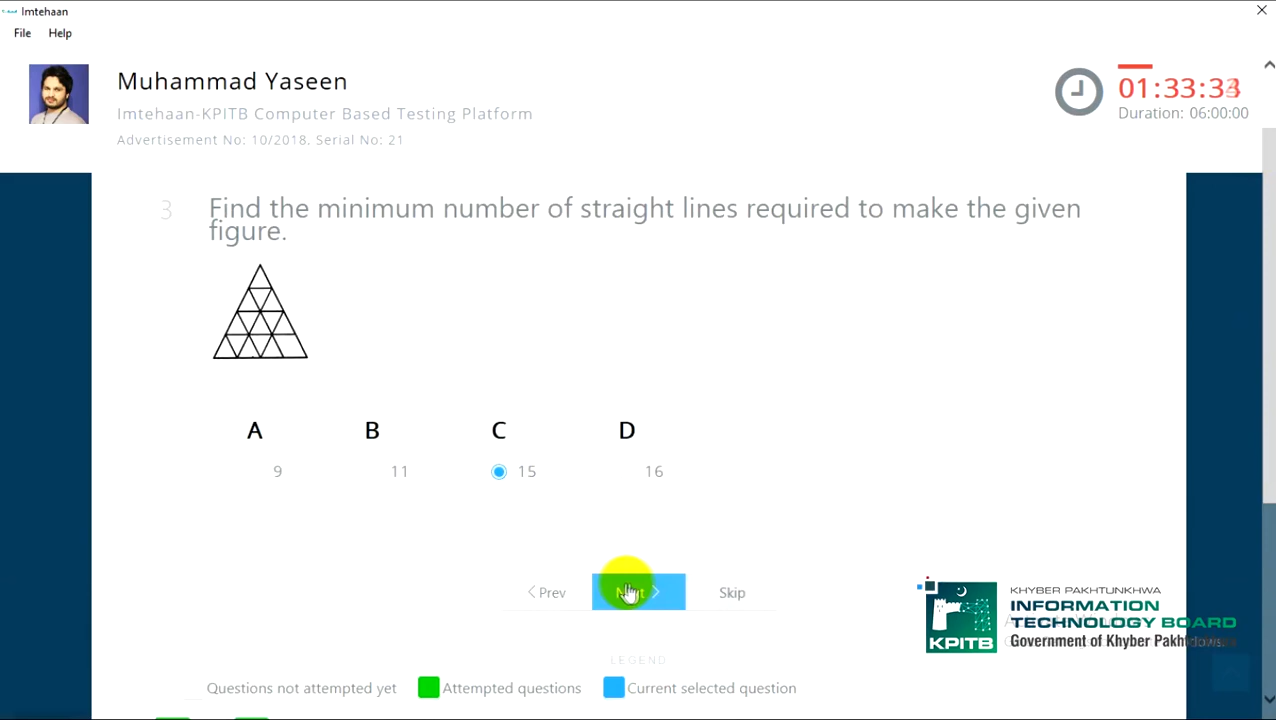 Imtehaan
File Help
Muhammad Yaseen
Imtehaan-KPITB Computer Based Testing Platform
Advertisement No: 10/2018, Serial No: 21
Duration: 06:00:00
3 Find the minimum number of straight lines required to make the given
figure.
A B C D
9 11 15 16
Prev Skip
KHYBER PAKHTUNKHWA
INFORMATION
TECHNOLOGY BOARD
KPITB
Government of Khyber
LEGEND
Questions not attempted yet Attempted questions Current selected question